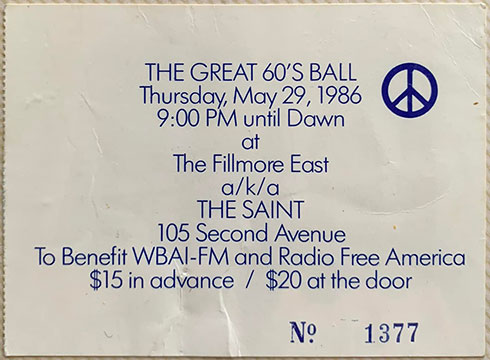 THE GREAT 60'S BALL
Thursday, May 29, 1986
9:00 PM until Dawn
at
The Fillmore East
a/k/a
THE SAINT
105 Second Avenue
To Benefit WBAI-FM and Radio Free America
$15 in advance / $20 at the door
Nº 1377